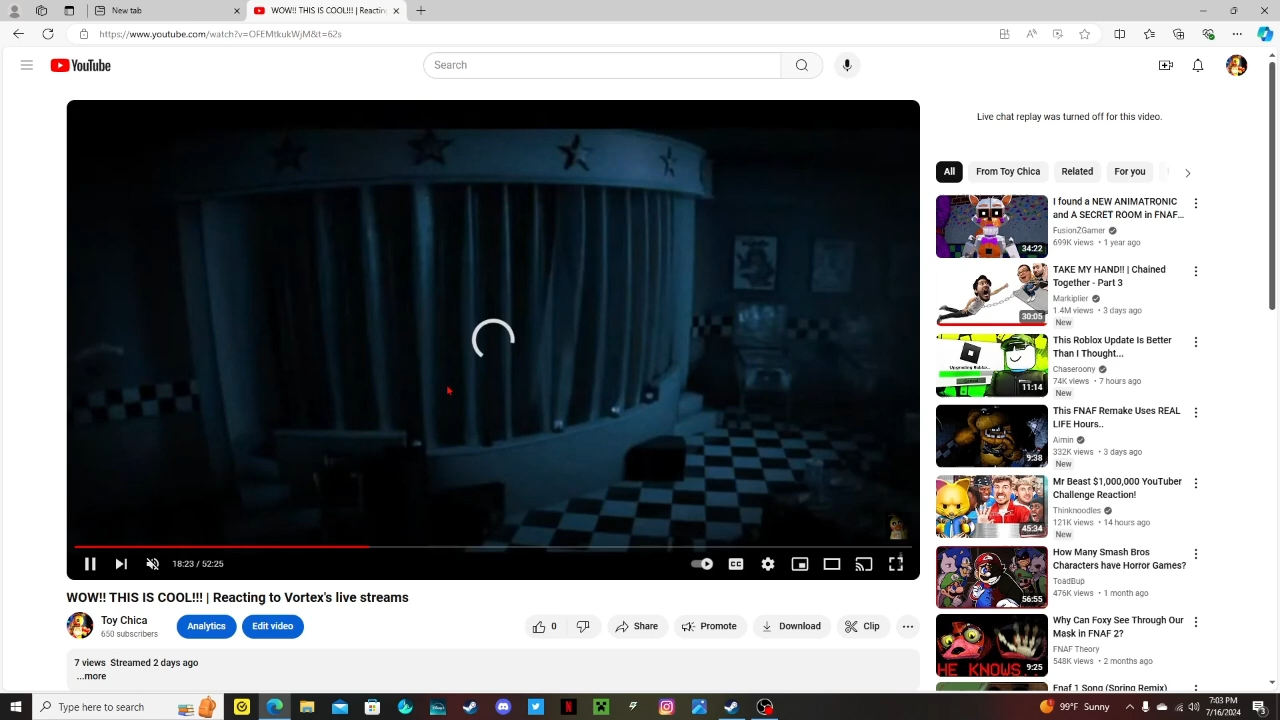 New tab
WOW!! THIS IS COOL!!! | Reacting
https://www.youtube.com/watch?v=OFEMtkukWjM&t=62s
YouTube
Search
Live chat replay was turned off for this video.
All
From Toy Chica
Related
For you
I found a NEW ANIMATRONIC
and A SECRET ROOM in FNAF...
FusionZGamer
699K views • 1 year ago
34:22
TAKE MY HAND!! | Chained
Together - Part 3
Markiplier
1.4M views • 3 days ago
New
30:05
This Roblox Update Is Better
Than I Thought...
Chaseroony
74K views • 7 hours ago
New
Upgrading Roblox...
11:14
This FNAF Remake Uses REAL
LIFE Hours..
Aimin
332K views • 3 days ago
New
9:38
Mr Beast $1,000,000 YouTuber
Challenge Reaction!
Thinknoodles
121K views • 14 hours ago
New
45:34
How Many Smash Bros
Characters have Horror Games?
ToadBup
476K views • 1 month ago
56:55
Why Can Foxy See Through Our
Mask in FNAF 2?
FNAF Theory
548K views • 2 months ago
HE KNOWS
9:25
Fnaf 1 Song (Spring Remix)
18:23 / 52:25
CC
WOW!! THIS IS COOL!!! | Reacting to Vortex's live streams
Toy Chica
650 subscribers
Analytics
Edit video
0
Share
Promote
Download
Clip
7 views Streamed 2 days ago
...more
Type here to search
99°F
7:03 PM
7/16/2024